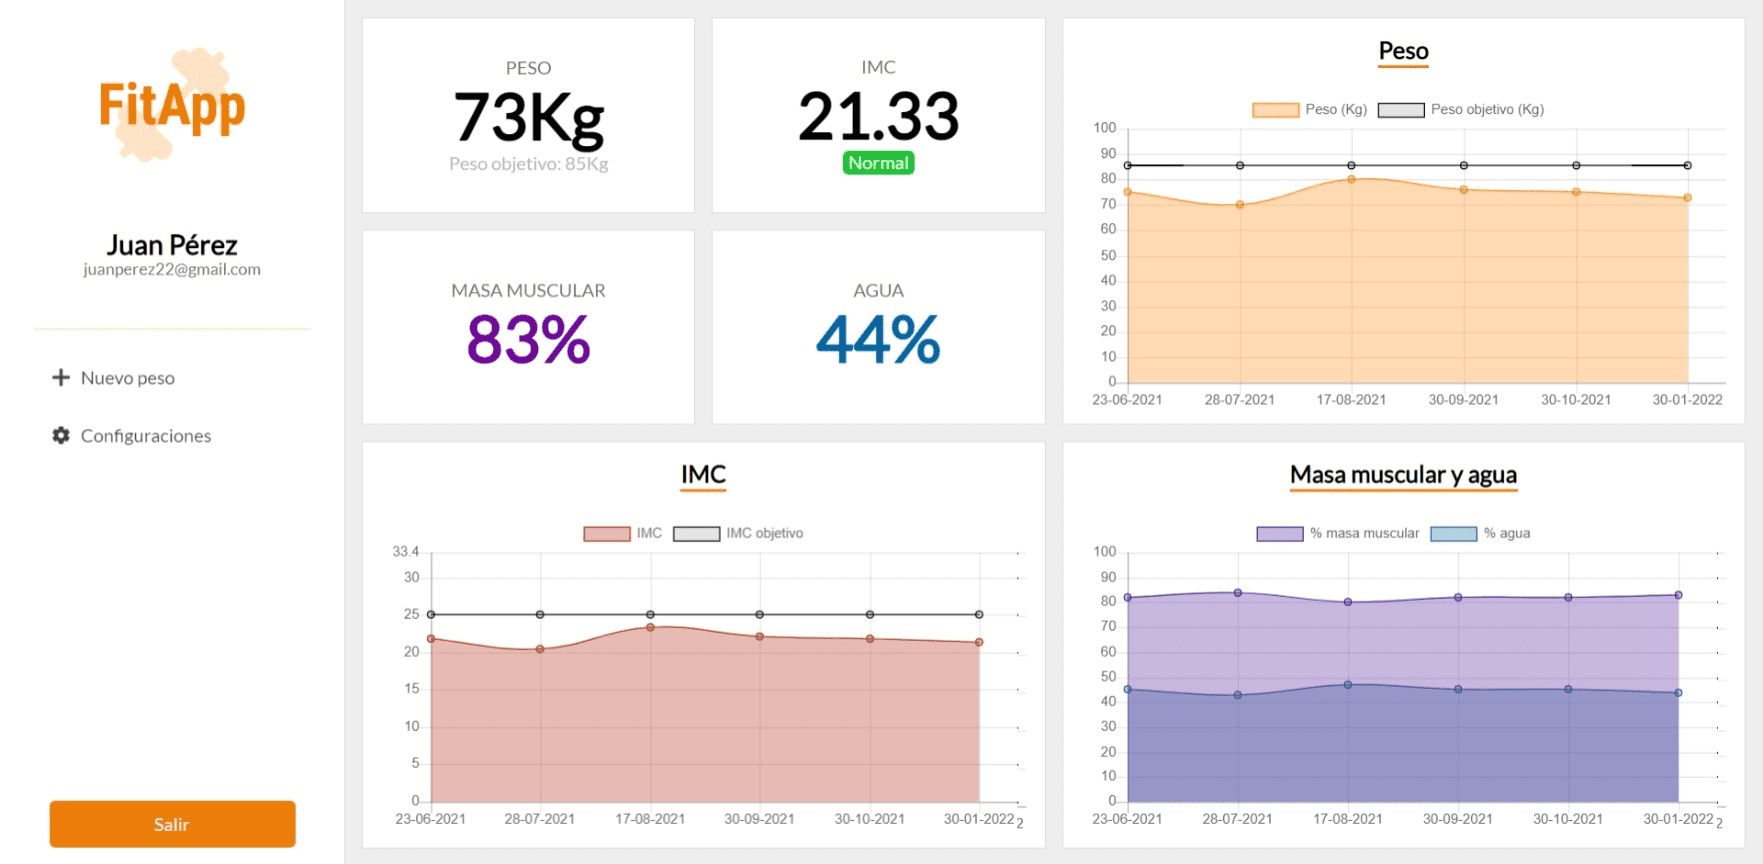 FitApp
Juan Pérez
juanperez22@gmail.com
Nuevo peso
Configuraciones
Salir
PESO
73Kg
Peso objetivo: 85Kg
IMC
21.33
Normal
MASA MUSCULAR
83%
AGUA
44%
Peso
Peso (Kg) Peso objetivo (Kg)
100
90
80
70
60
50
40
30
20
10
0
23-06-2021 28-07-2021 17-08-2021 30-09-2021 30-10-2021 30-01-2022
IMC
IMC IMC objetivo
33.4
30
25
20
15
10
5
0
23-06-2021 28-07-2021 17-08-2021 30-09-2021 30-10-2021 30-01-2022 2
Masa muscular y agua
% masa muscular % agua
100
90
80
70
60
50
40
30
20
10
0
23-06-2021 28-07-2021 17-08-2021 30-09-2021 30-10-2021 30-01-2022 2